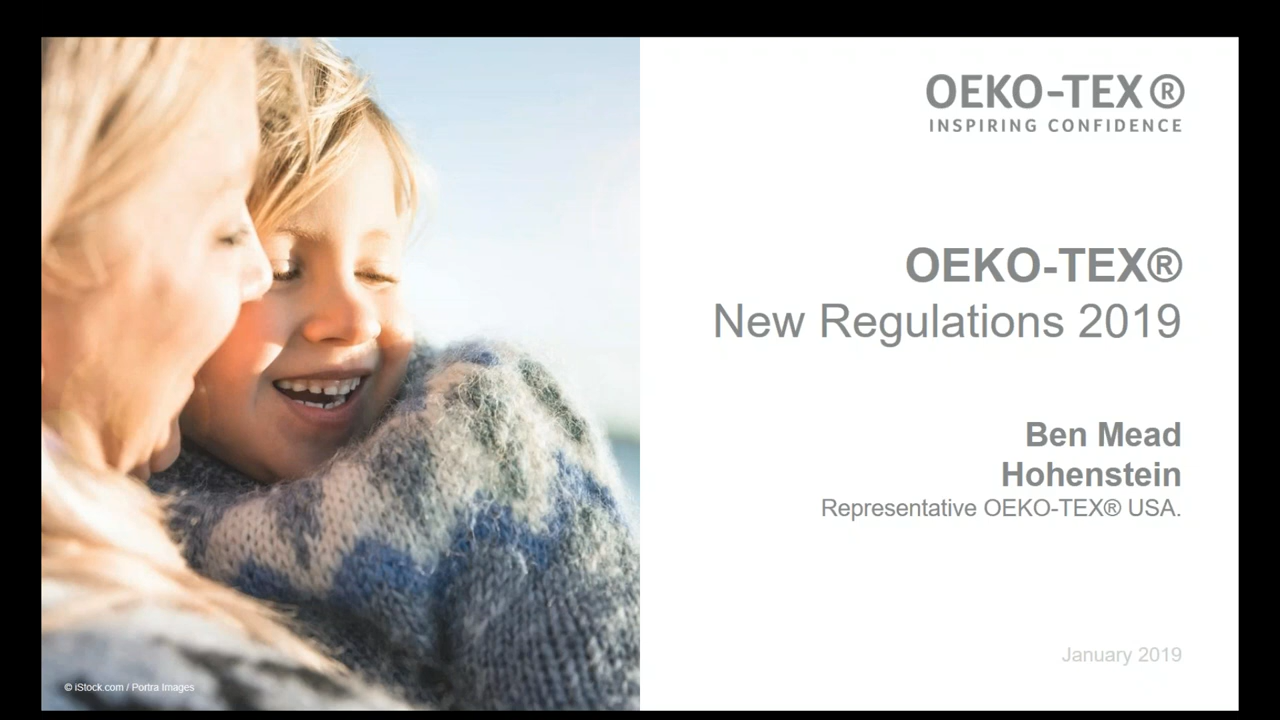 OEKO-TEX®
INSPIRING CONFIDENCE
OEKO-TEX®
New Regulations 2019
Ben Mead
Hohenstein
Representative OEKO-TEX® USA.
January 2019
© iStock.com / Portra Images